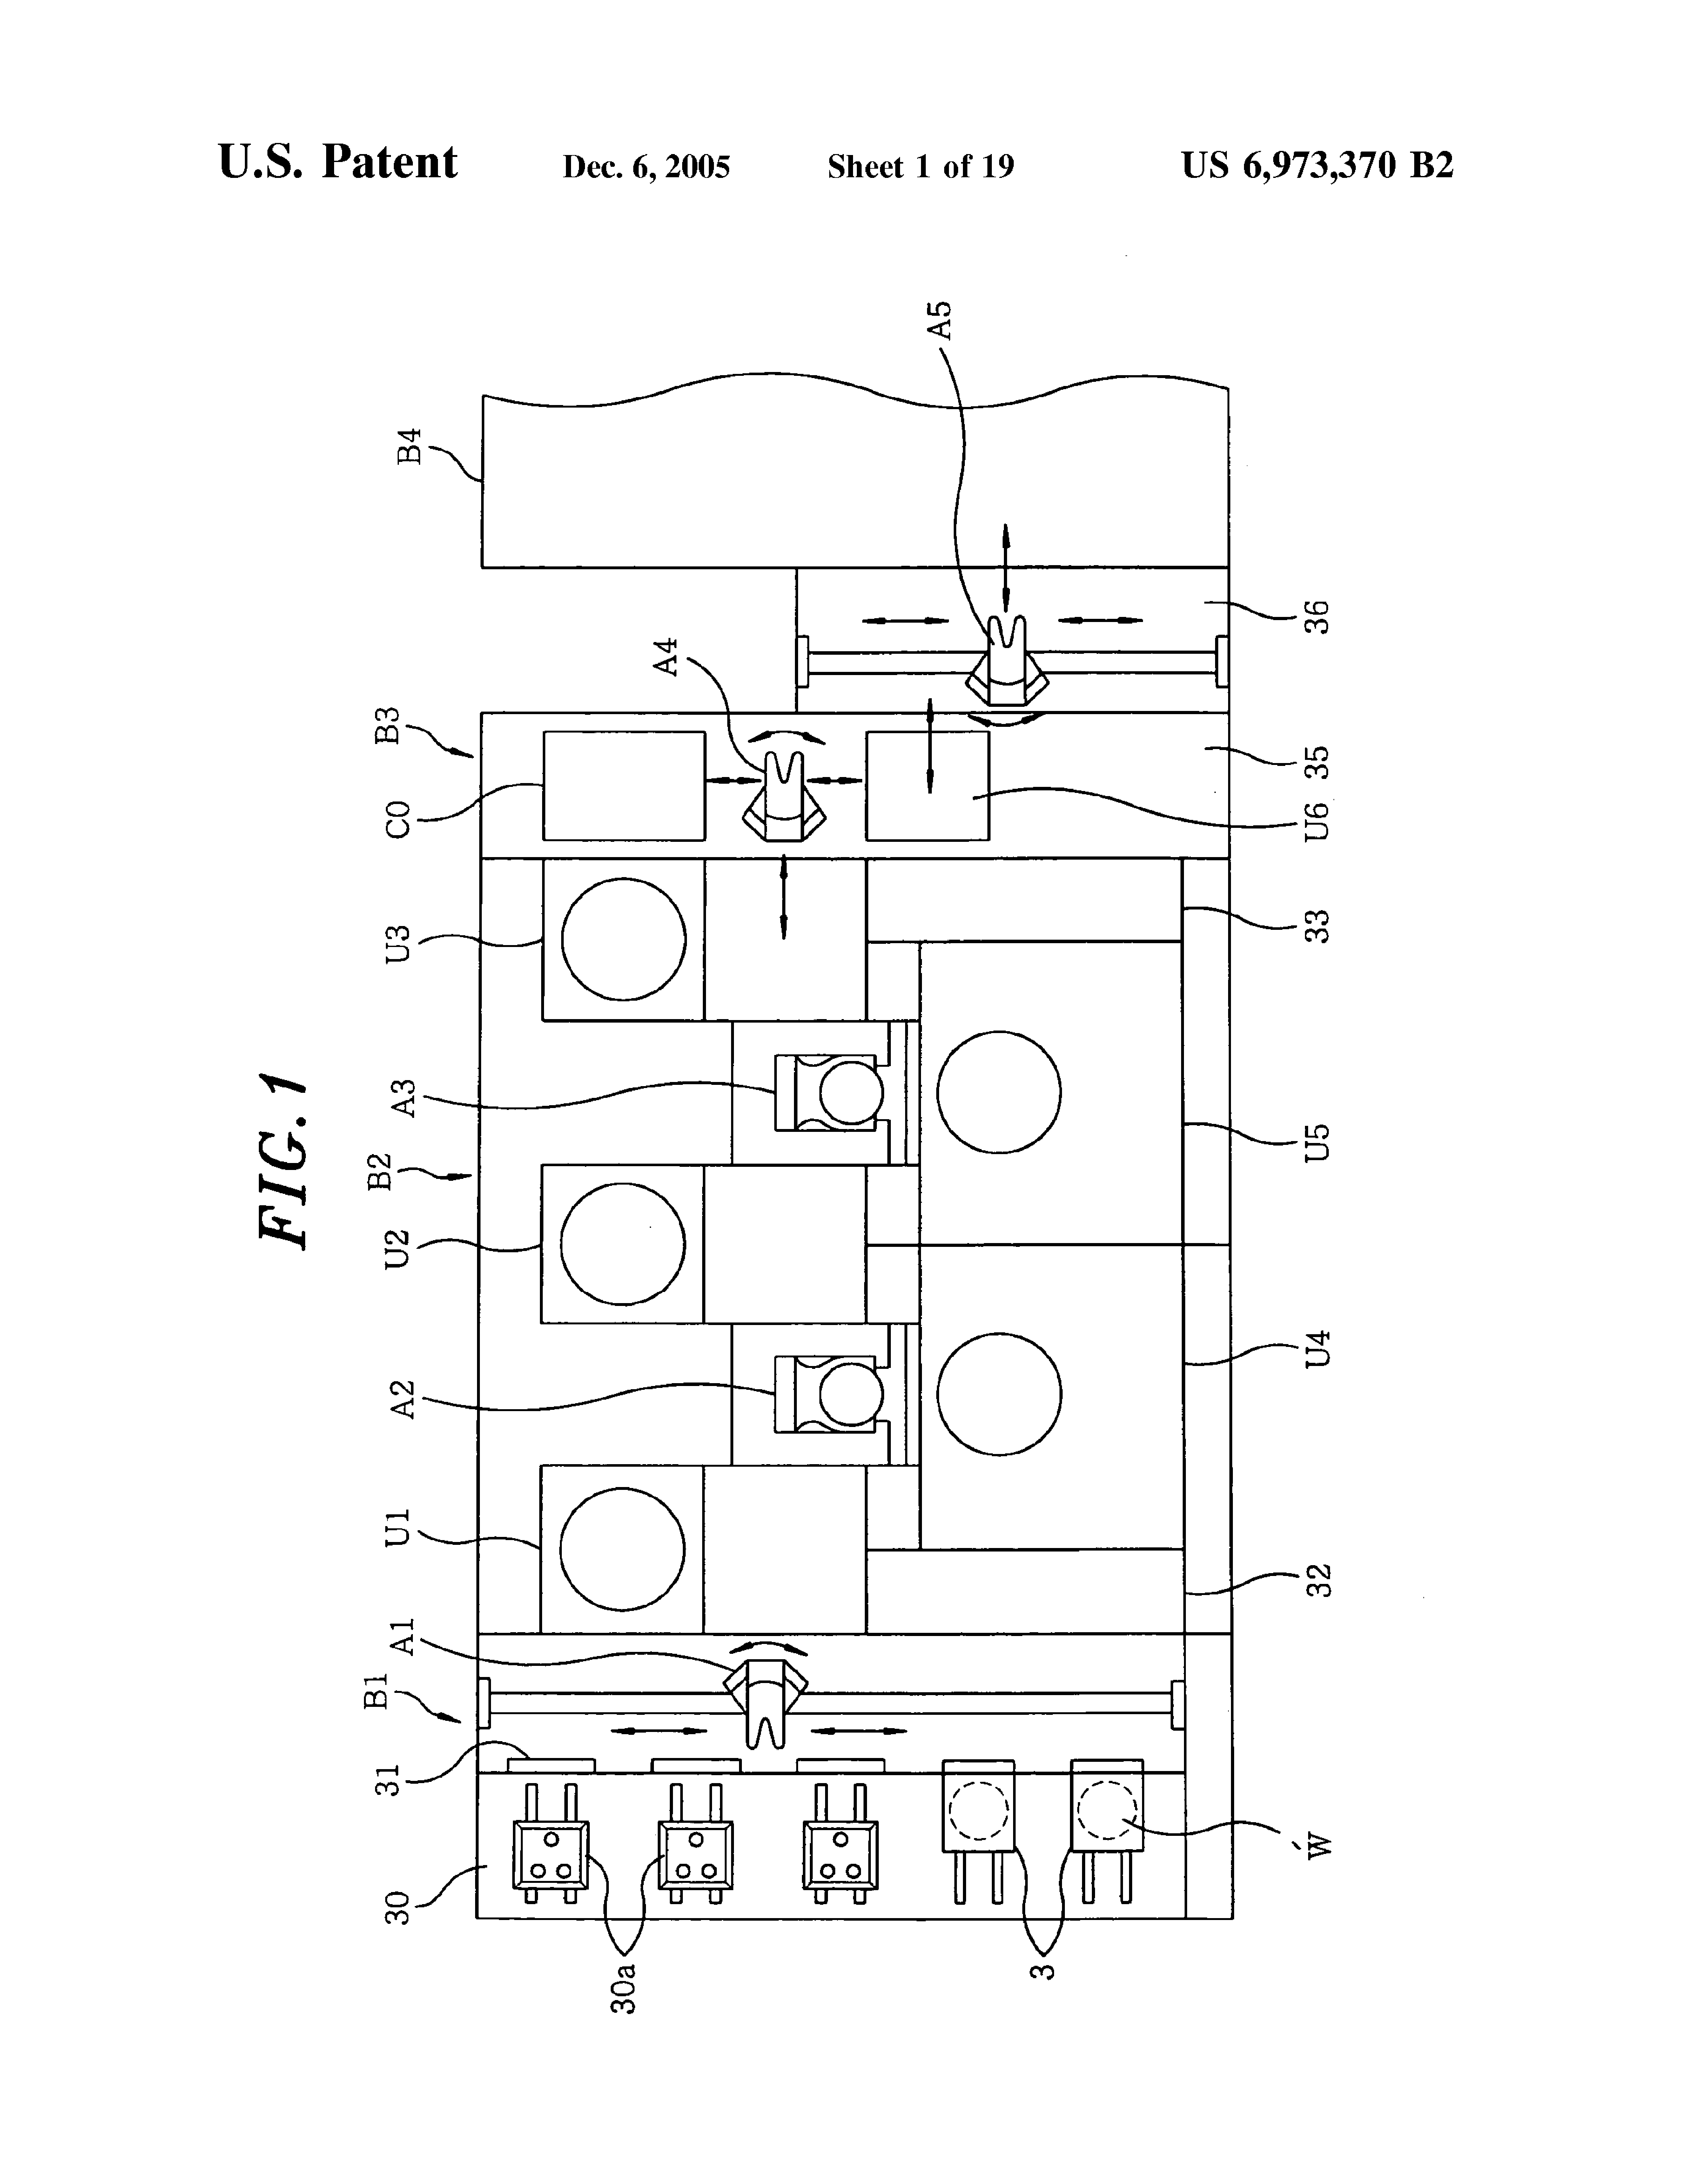 U.S. Patent Dec. 6, 2005 Sheet 1 of 19 US 6,973,370 B2
FIG. 1
B1 B2 B3 B4
30 31 A1 U1 A2 U2 A3 U3 C0 A4 A5
30a 3
W 32 U4 U5 33 U6 35 36